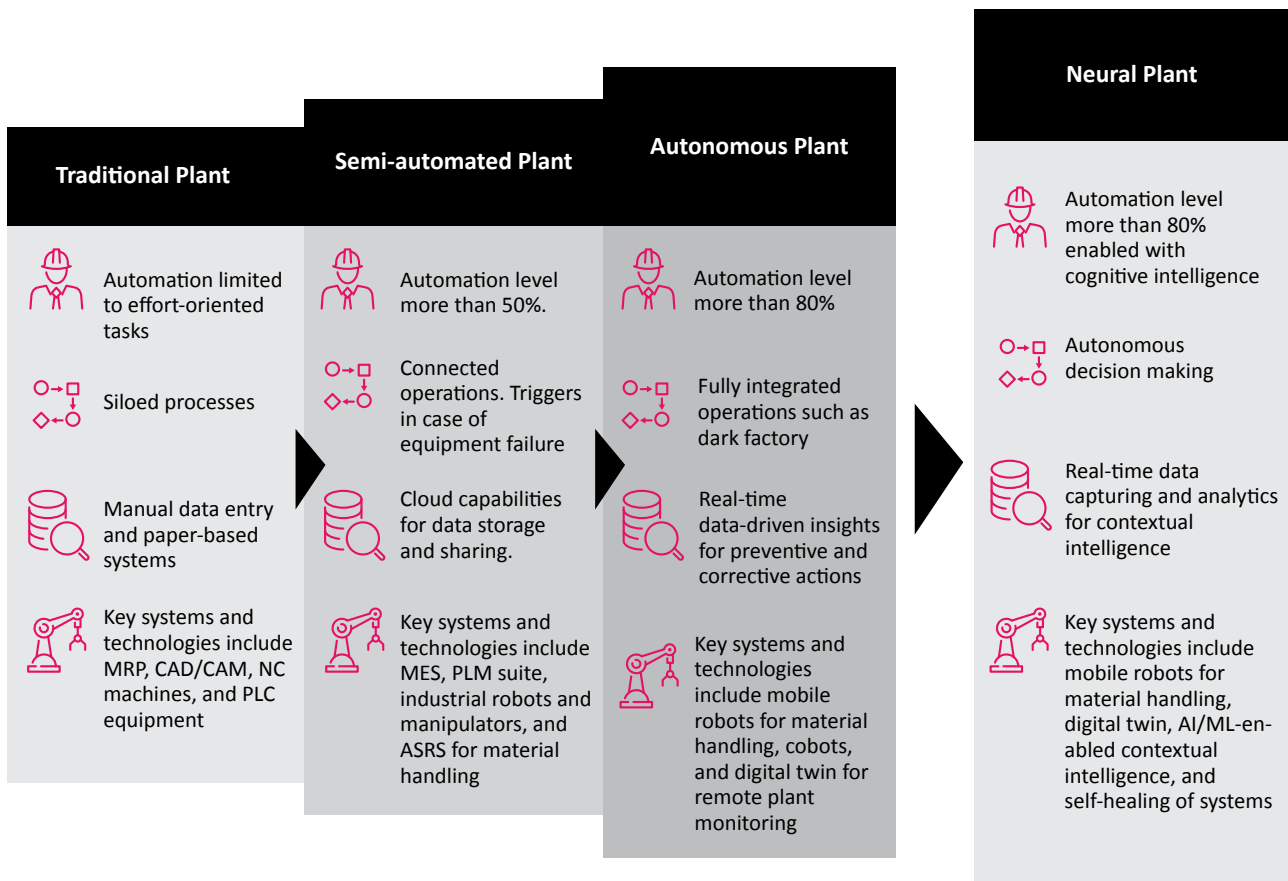 Traditional Plant
Automation limited
to effort-oriented
tasks
Siloed processes
Manual data entry
and paper-based
systems
Key systems and
technologies include
MRP, CAD/CAM, NC
machines, and PLC
equipment
Semi-automated Plant
Automation level
more than 50%.
Connected
operations. Triggers
in case of
equipment failure
Cloud capabilities
for data storage
and sharing.
Key systems and
technologies include
MES, PLM suite,
industrial robots and
manipulators, and
ASRS for material
handling
Autonomous Plant
Automation level
more than 80%
Fully integrated
operations such as
dark factory
Real-time
data-driven insights
for preventive and
corrective actions
Key systems and
technologies
include mobile
robots for material
handling, cobots,
and digital twin for
remote plant
monitoring
Neural Plant
Automation level
more than 80%
enabled with
cognitive intelligence
Autonomous
decision making
Real-time data
capturing and analytics
for contextual
intelligence
Key systems and
technologies include
mobile robots for
material handling,
digital twin, AI/ML-en-
abled contextual
intelligence, and
self-healing of systems